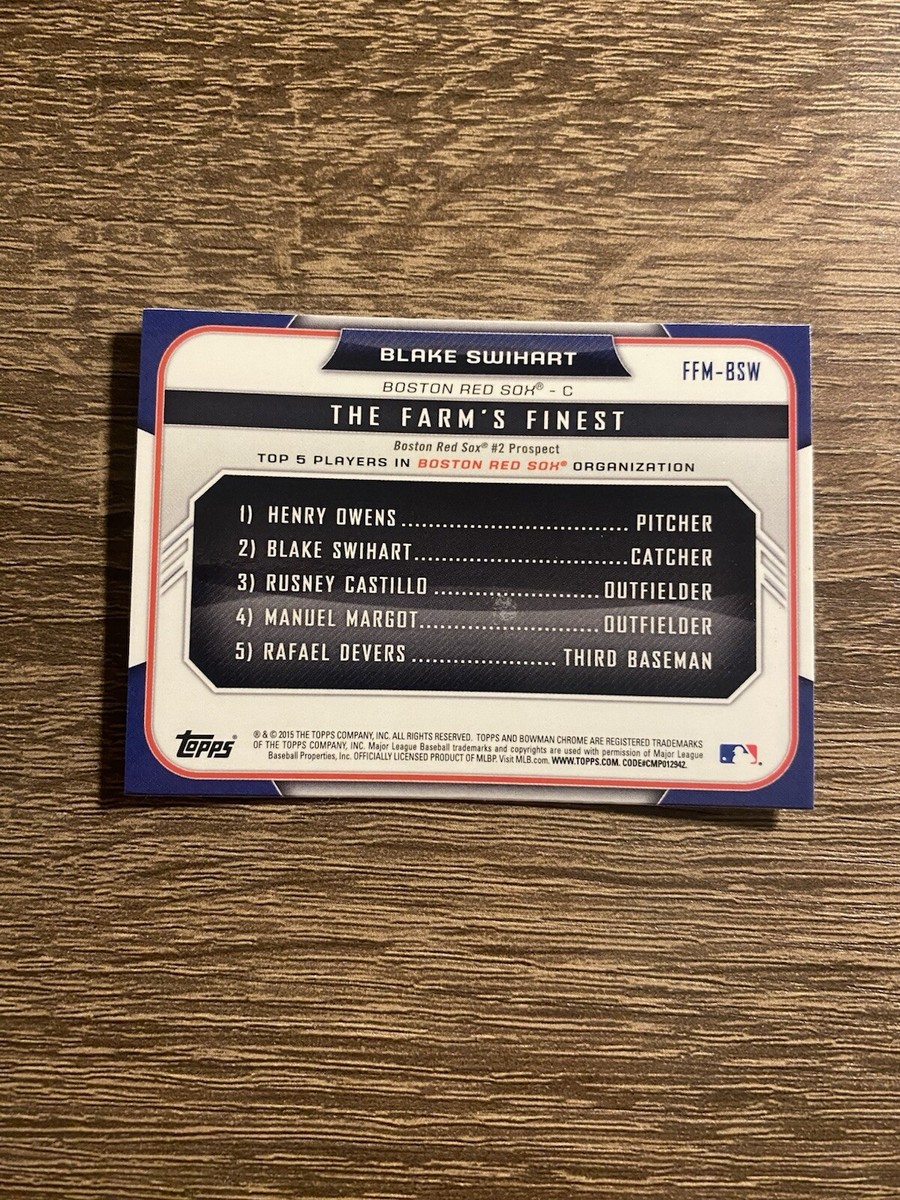 BLAKE SWIHART
FFM-BSW
BOSTON RED SOX® - C
THE FARM'S FINEST
Boston Red Sox® #2 Prospect
TOP 5 PLAYERS IN BOSTON RED SOX® ORGANIZATION
1) HENRY OWENS.................................PITCHER
2) BLAKE SWIHART...............................CATCHER
3) RUSNEY CASTILLO ........................OUTFIELDER
4) MANUEL MARGOT..........................OUTFIELDER
5) RAFAEL DEVERS ..................... THIRD BASEMAN
Topps®
® & © 2015 THE TOPPS COMPANY, INC. ALL RIGHTS RESERVED. TOPPS AND BOWMAN CHROME ARE REGISTERED TRADEMARKS
OF THE TOPPS COMPANY, INC. Major League Baseball trademarks and copyrights are used with permission of Major League
Baseball Properties, Inc. OFFICIALLY LICENSED PRODUCT OF MLBP. Visit MLB.com. WWW.TOPPS.COM. CODE#CMP012942.